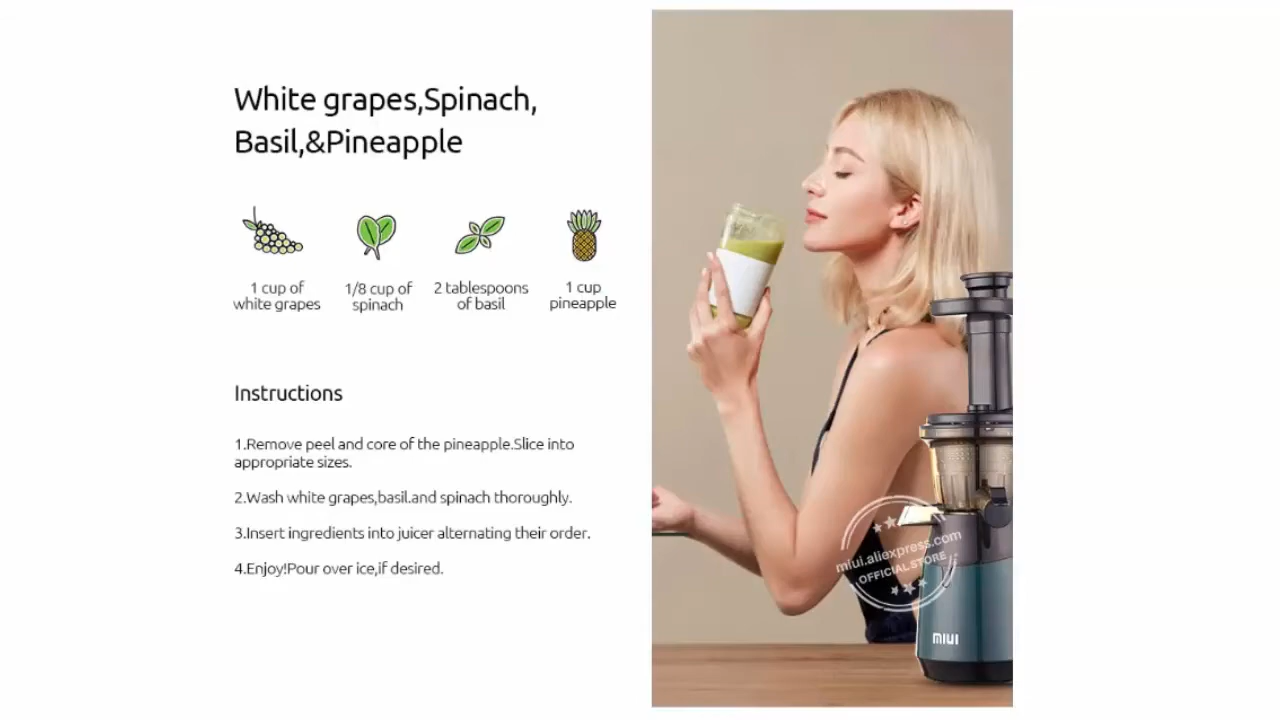 White grapes,Spinach,
Basil,&Pineapple
1 cup of
white grapes
1/8 cup of
spinach
2 tablespoons
of basil
1 cup
pineapple
Instructions
1.Remove peel and core of the pineapple.Slice into
appropriate sizes.
2.Wash white grapes,basil.and spinach thoroughly.
3.Insert ingredients into juicer alternating their order.
4.Enjoy!Pour over ice,if desired.
miui.aliexpress.com
OFFICIAL STORE
MIUI